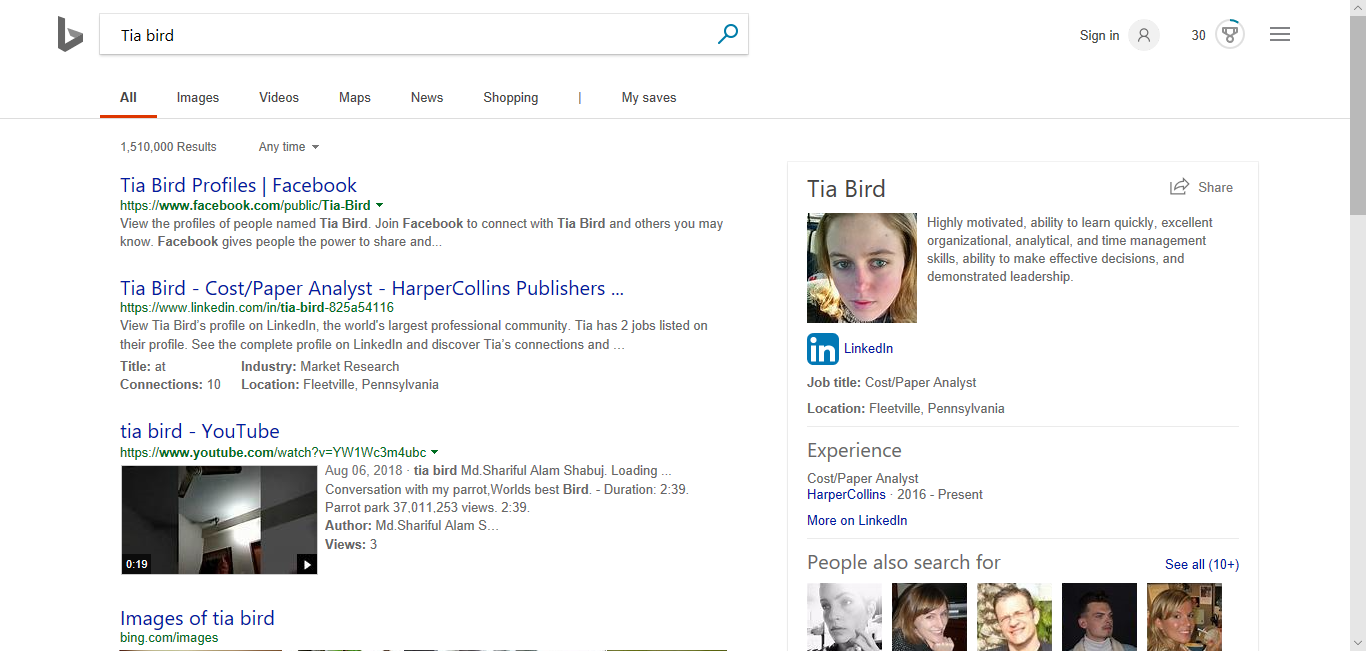 Tia bird
Sign in
30
All
Images
Videos
Maps
News
Shopping
|
My saves
1,510,000 Results
Any time
Tia Bird Profiles | Facebook
https://www.facebook.com/public/Tia-Bird
View the profiles of people named Tia Bird. Join Facebook to connect with Tia Bird and others you may
know. Facebook gives people the power to share and...
Tia Bird - Cost/Paper Analyst - HarperCollins Publishers ...
https://www.linkedin.com/in/tia-bird-825a54116
View Tia Bird's profile on LinkedIn, the world's largest professional community. Tia has 2 jobs listed on
their profile. See the complete profile on LinkedIn and discover Tia's connections and ...
Title: at
Industry: Market Research
Connections: 10
Location: Fleetville, Pennsylvania
tia bird - YouTube
https://www.youtube.com/watch?v=YW1Wc3m4ubc
0:19
Aug 06, 2018 · tia bird Md.Shariful Alam Shabuj. Loading ...
Conversation with my parrot,Worlds best Bird. - Duration: 2:39.
Parrot park 37,011,253 views. 2:39.
Author: Md.Shariful Alam S...
Views: 3
Images of tia bird
bing.com/images
Tia Bird
Share
Highly motivated, ability to learn quickly, excellent
organizational, analytical, and time management
skills, ability to make effective decisions, and
demonstrated leadership.
in LinkedIn
Job title: Cost/Paper Analyst
Location: Fleetville, Pennsylvania
Experience
Cost/Paper Analyst
HarperCollins · 2016 - Present
More on LinkedIn
People also search for
See all (10+)